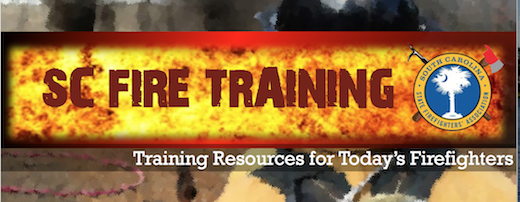 SC FIRE TRAINING
SOUTH CAROLINA
STATE FIREFIGHTERS' ASSOCIATION
Training Resources for Today's Firefighters